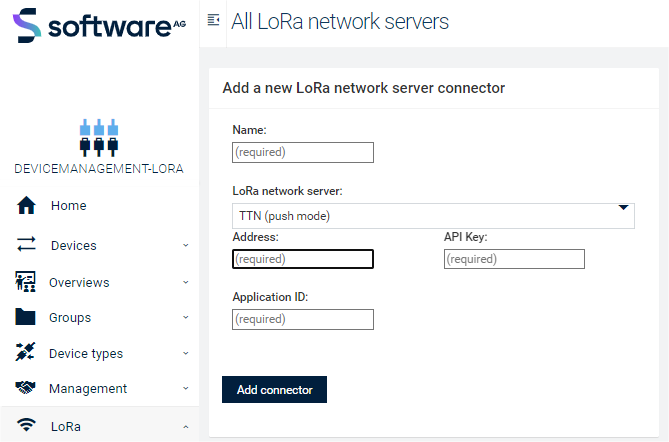 software AG
All LoRa network servers
Add a new LoRa network server connector
Name:
(required)
DEVICEMANAGEMENT-LORA
LoRa network server:
Home
TTN (push mode)
Devices
Address:
API Key:
(required)
(required)
Overviews
Application ID:
Groups
(required)
Device types
Management
Add connector
LoRa